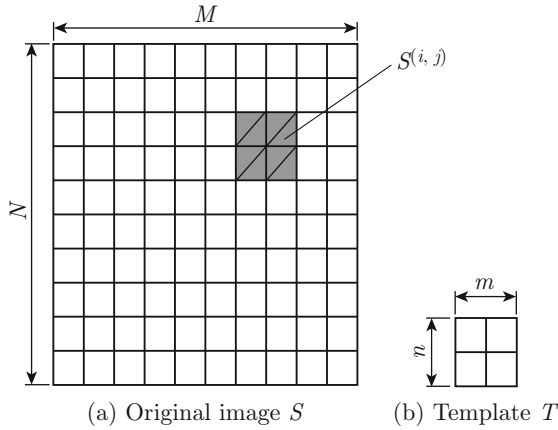 M
S(i, j)
N
m
n
(a) Original image S
(b) Template T